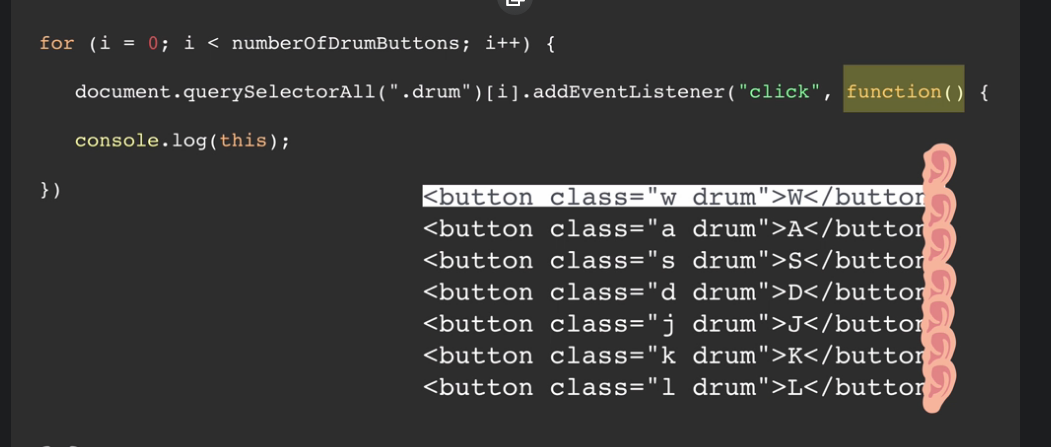 for (i = 0; i < numberOfDrumButtons; i++) {
document.querySelectorAll(".drum")[i].addEventListener("click", function() {
console.log(this);
})
<button class="w drum">W</button
<button class="a drum">A</button
<button class="s drum">S</button
<button class="d drum">D</button
<button class="j drum">J</button
<button class="k drum">K</button
<button class="l drum">L</button